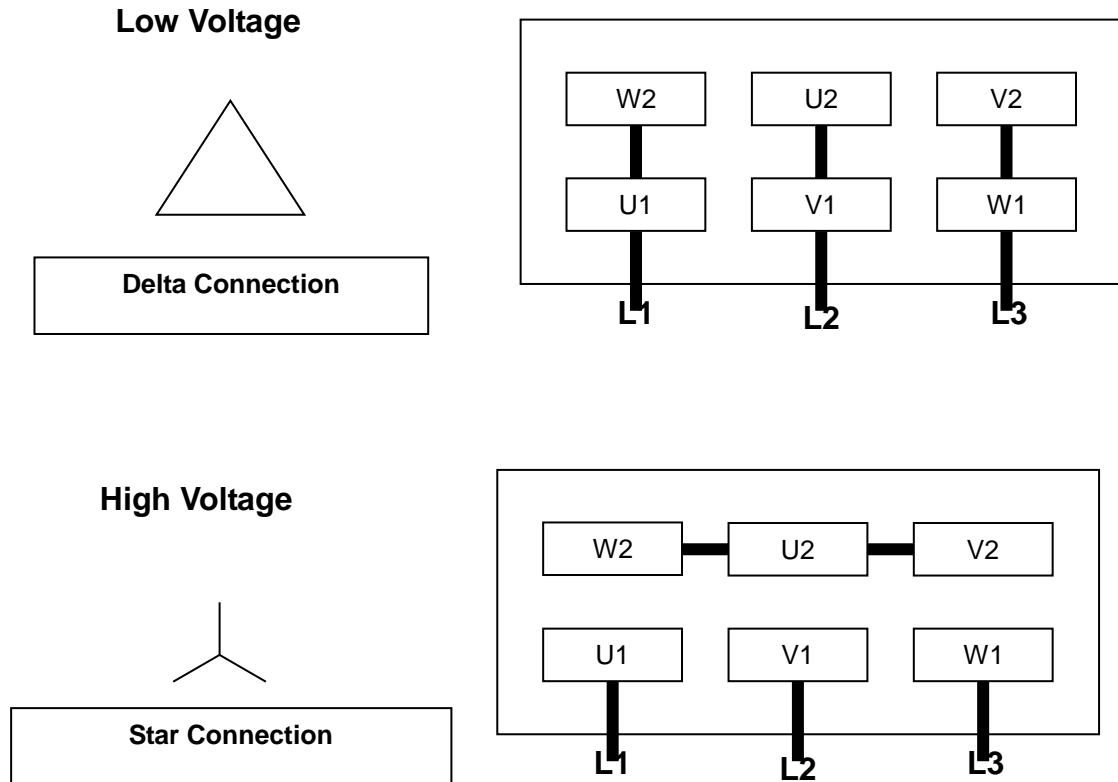 Low Voltage
W2 U2 V2
U1 V1 W1
Delta Connection
L1 L2 L3
High Voltage
W2 U2 V2
U1 V1 W1
Star Connection
L1 L2 L3